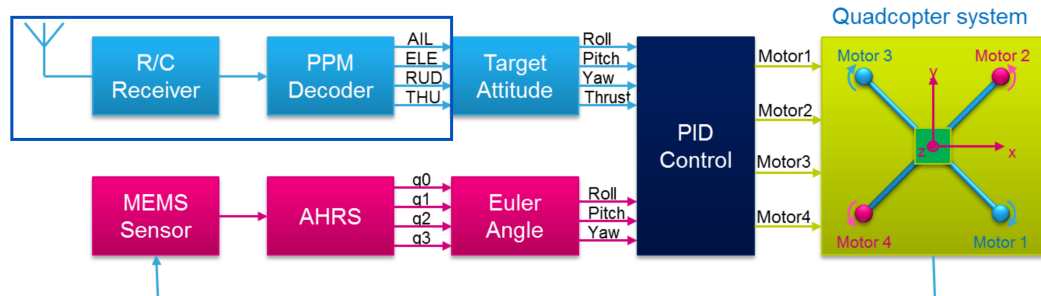 Quadcopter system
R/C
Receiver
PPM
Decoder
AIL
ELE
RUD
THU
Target
Attitude
Roll
Pitch
Yaw
Thrust
PID
Control
Motor1
Motor2
Motor3
Motor4
Motor 3
Motor 2
y
z
x
Motor 4
Motor 1
MEMS
Sensor
AHRS
q0
q1
q2
q3
Euler
Angle
Roll
Pitch
Yaw